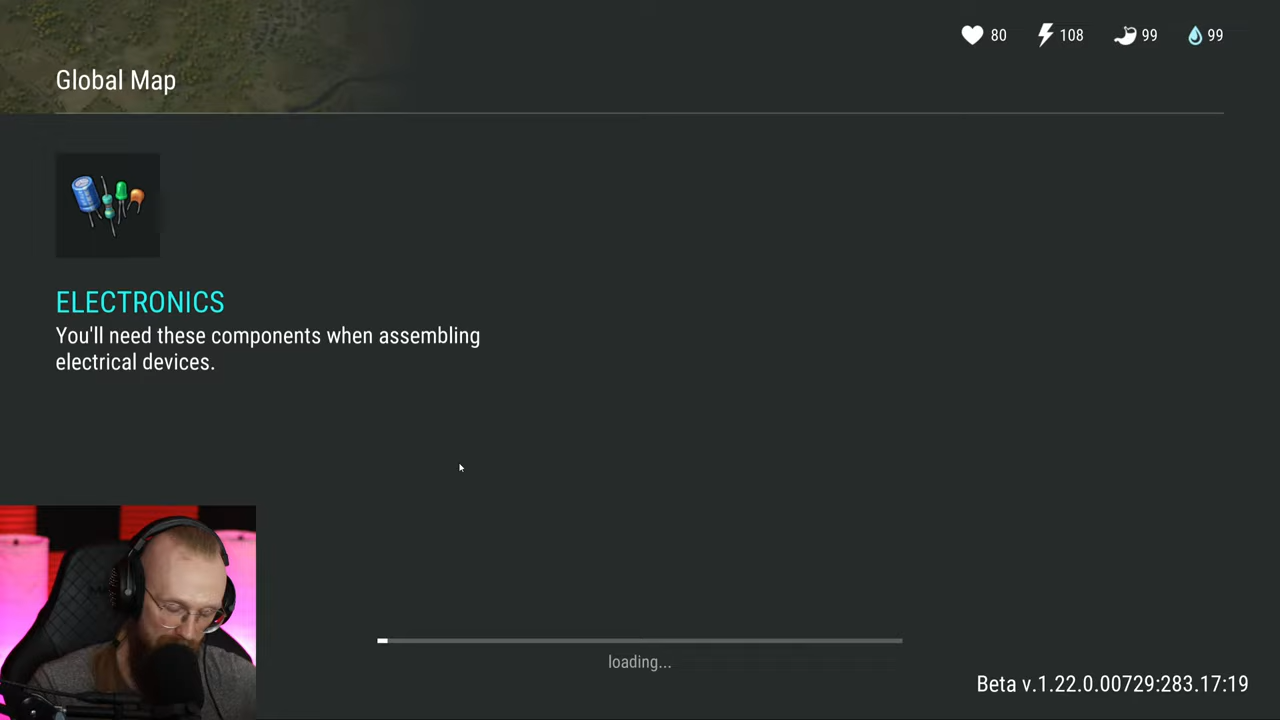 80
108
99
99
Global Map
ELECTRONICS
You'll need these components when assembling
electrical devices.
loading...
Beta v.1.22.0.00729:283.17:19